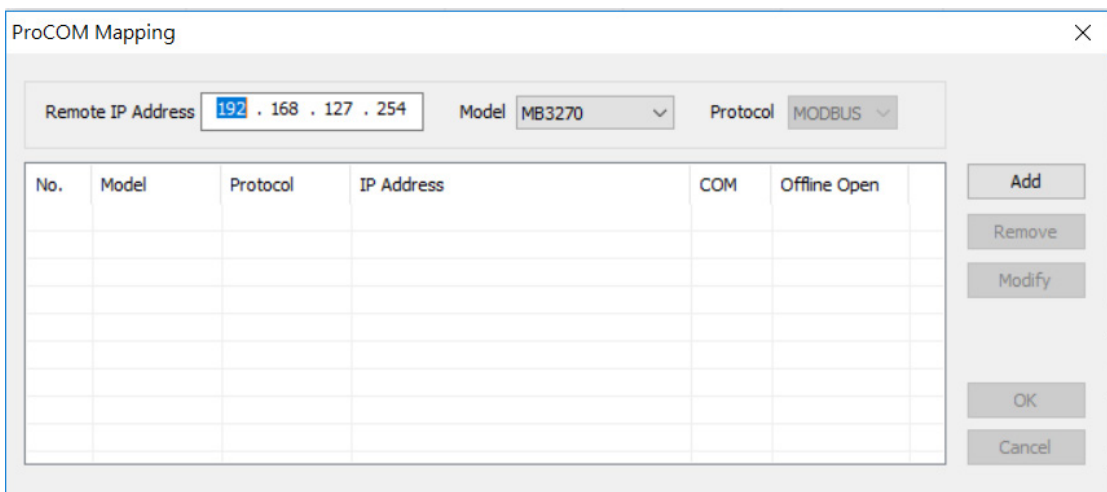 ProCOM Mapping
Remote IP Address 192 . 168 . 127 . 254 Model MB3270 Protocol MODBUS
No. Model Protocol IP Address COM Offline Open
Add
Remove
Modify
OK
Cancel